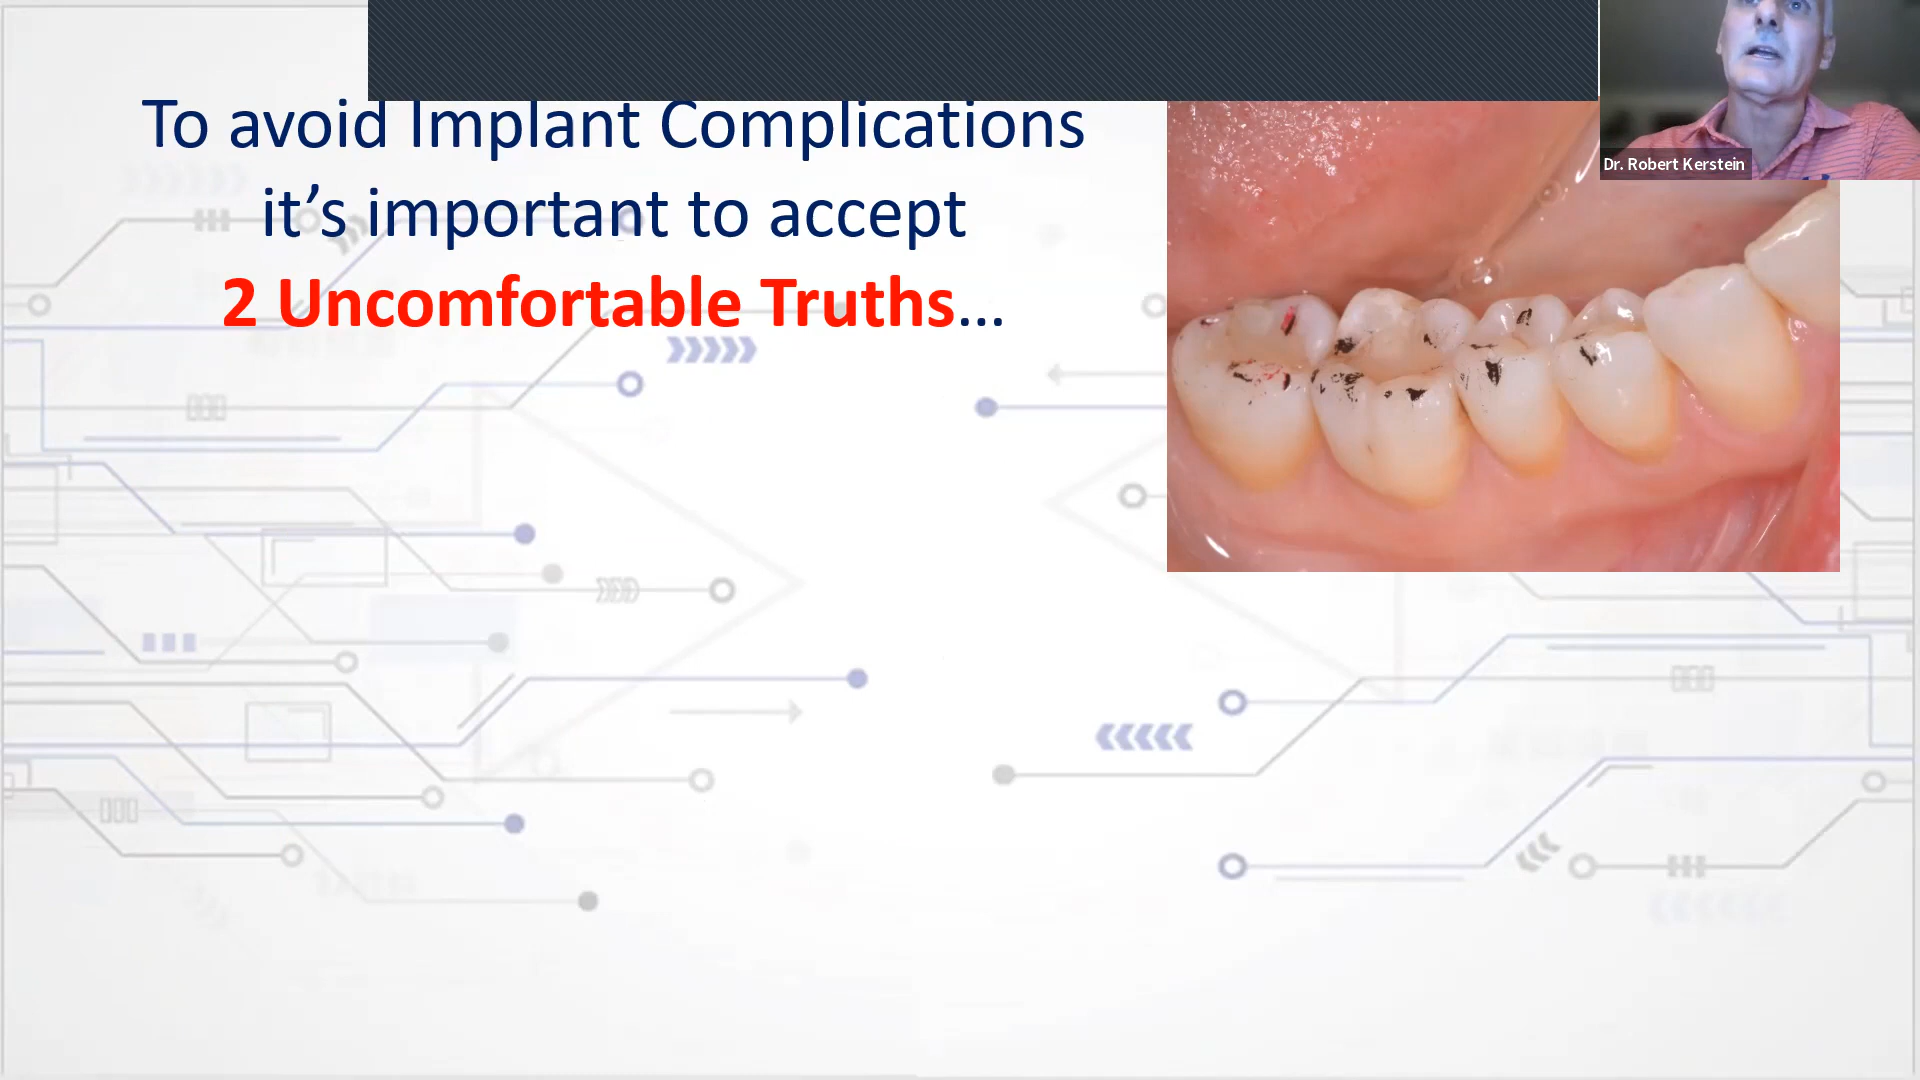 To avoid Implant Complications
it’s important to accept
2 Uncomfortable Truths...
Dr. Robert Kerstein